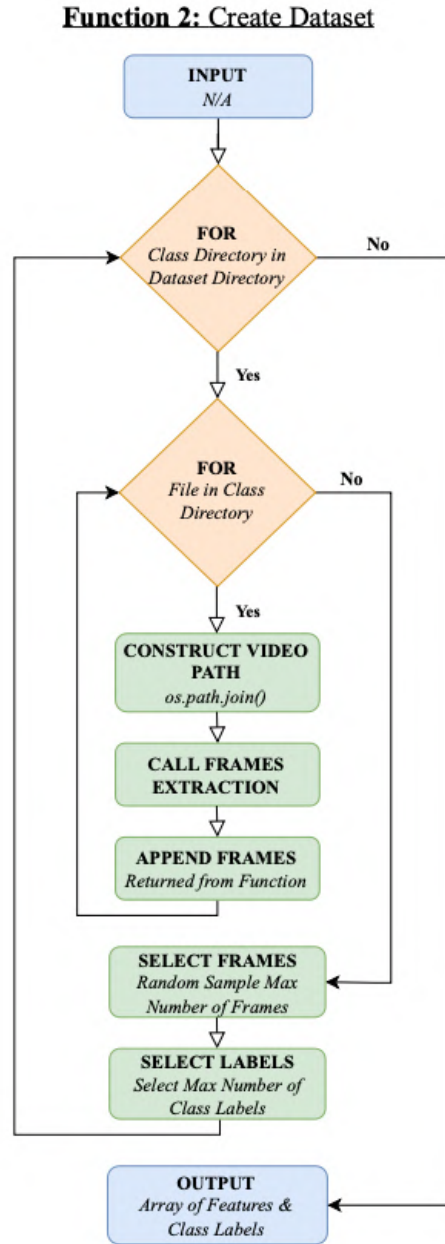 Function 2: Create Dataset
INPUT
N/A
FOR
Class Directory in
Dataset Directory
No
Yes
FOR
File in Class
Directory
No
Yes
CONSTRUCT VIDEO
PATH
os.path.join()
CALL FRAMES
EXTRACTION
APPEND FRAMES
Returned from Function
SELECT FRAMES
Random Sample Max
Number of Frames
SELECT LABELS
Select Max Number of
Class Labels
OUTPUT
Array of Features &
Class Labels